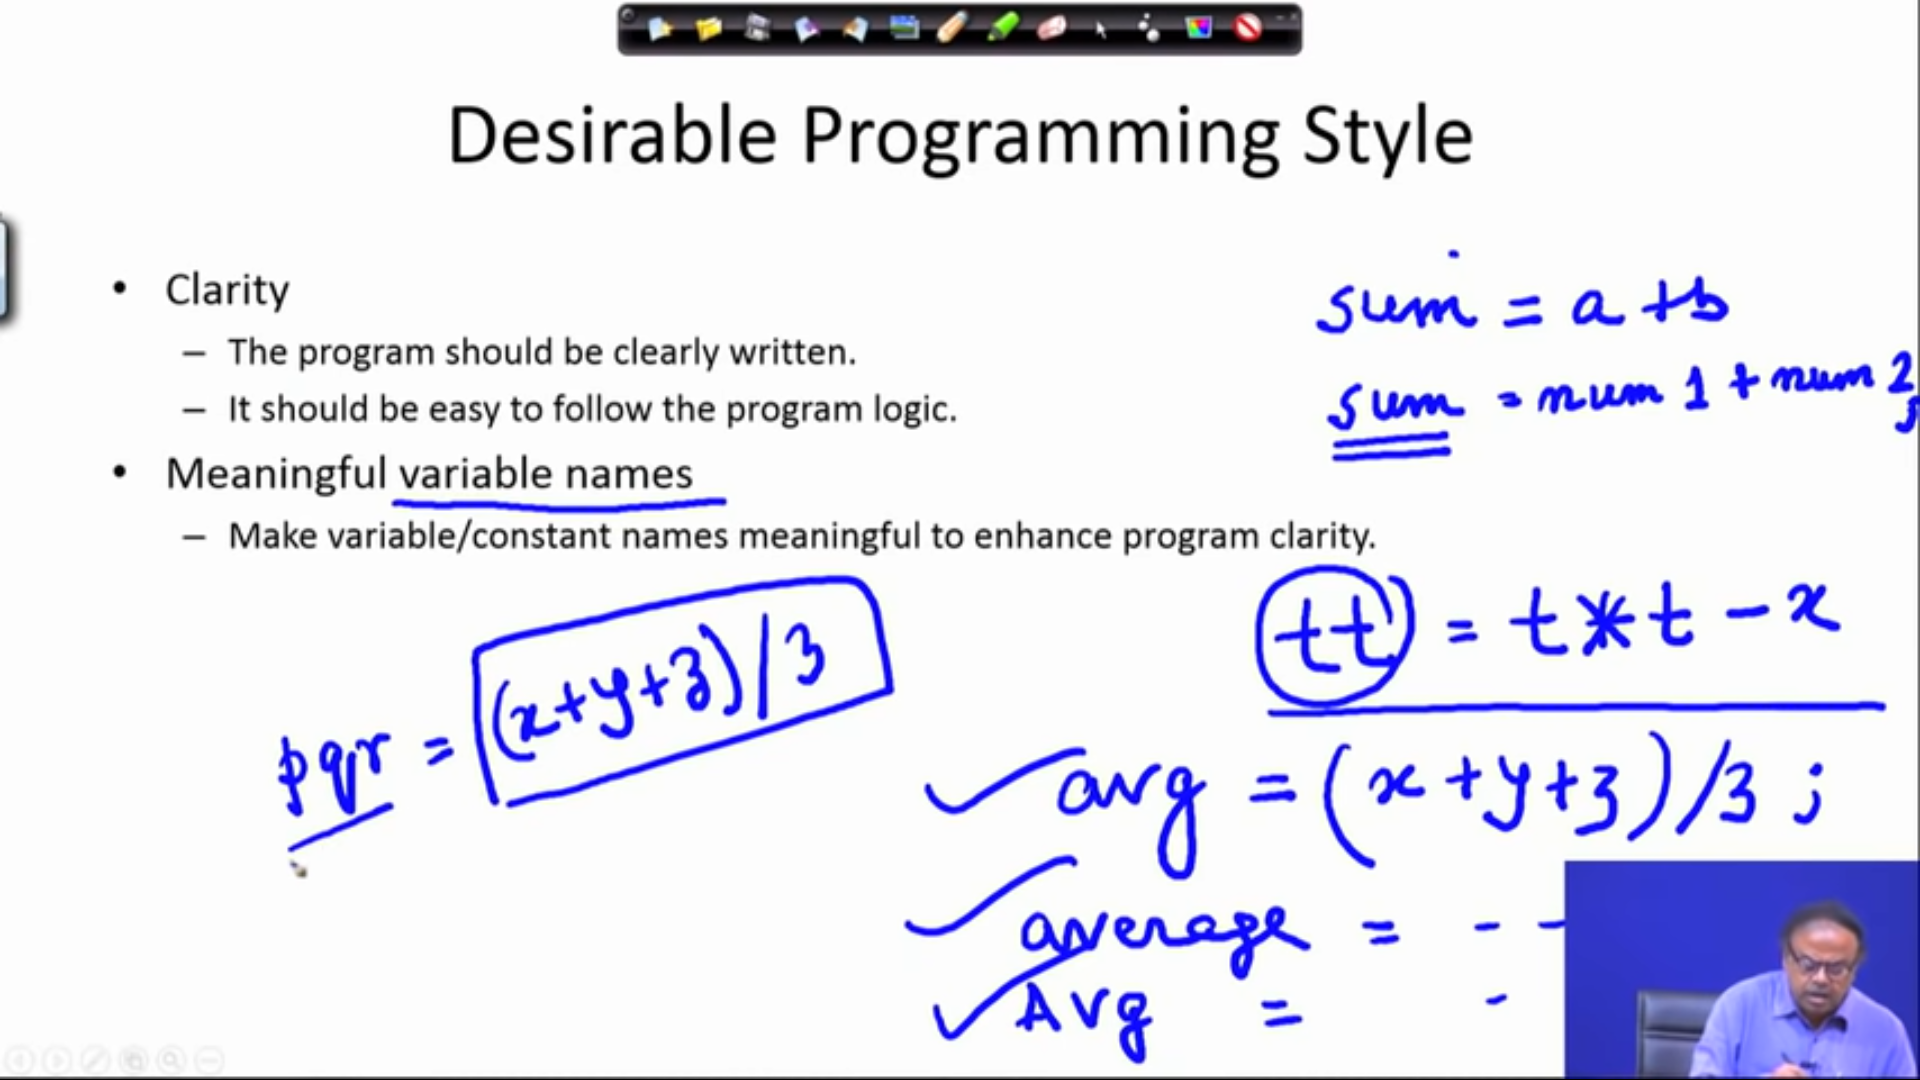 Desirable Programming Style
• Clarity
– The program should be clearly written.
– It should be easy to follow the program logic.
• Meaningful variable names
– Make variable/constant names meaningful to enhance program clarity.
sum = a + b
sum = num 1 + num 2;
tt = t * t - x
pqr = (x+y+z)/3
avg = (x+y+z)/3 ;
average = - -
Avg = -